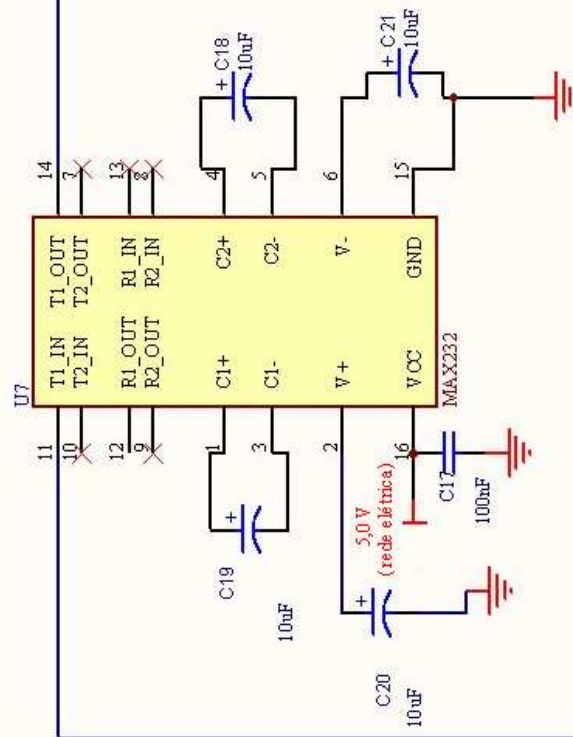 U7
11
T1_IN
T1_OUT
14
10
T2_IN
T2_OUT
7
12
R1_OUT
R1_IN
13
9
R2_OUT
R2_IN
8
1
C1+
C2+
4
3
C1-
C2-
5
2
V+
V-
6
16
VCC
GND
15
MAX232
C19
+
10uF
C18
+
10uF
C21
+
10uF
5,0 V
(rede elétrica)
C17
100nF
C20
+
10uF